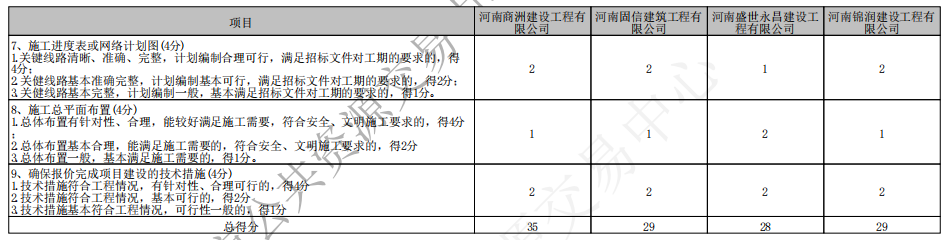 项目 河南商洲建设工程有限公司 河南固信建筑工程有限公司 河南盛世永昌建设工程有限公司 河南锦润建设工程有限公司
7、施工进度表或网络计划图(4分)
1.关键线路清晰、准确、完整，计划编制合理可行，满足招标文件对工期的要求的，得
4分；
2.关健线路基本准确完整，计划编制基本可行，满足招标文件对工期的要求的，得2分；
3.关健线路基本完整，计划编制一般，基本满足招标文件对工期的要求的，得1分。
2 2 1 2
8、施工总平面布置(4分)
1.总体布置有针对性、合理，能较好满足施工需要，符合安全、文明施工要求的，得4分
；
2.总体布置基本合理，能满足施工需要的，符合安全、文明施工要求的，得2分
3.总体布置一般，基本满足施工需要的，得1分。
1 1 2 1
9、确保报价完成项目建设的技术措施(4分)
1.技术措施符合工程情况，有针对性、合理可行的，得4分
2.技术措施符合工程情况，基本可行的，得2分
3.技术措施基本符合工程情况，可行性一般的，得1分
2 2 2 2
总得分 35 29 28 29
公共资源交易中心
交易中心